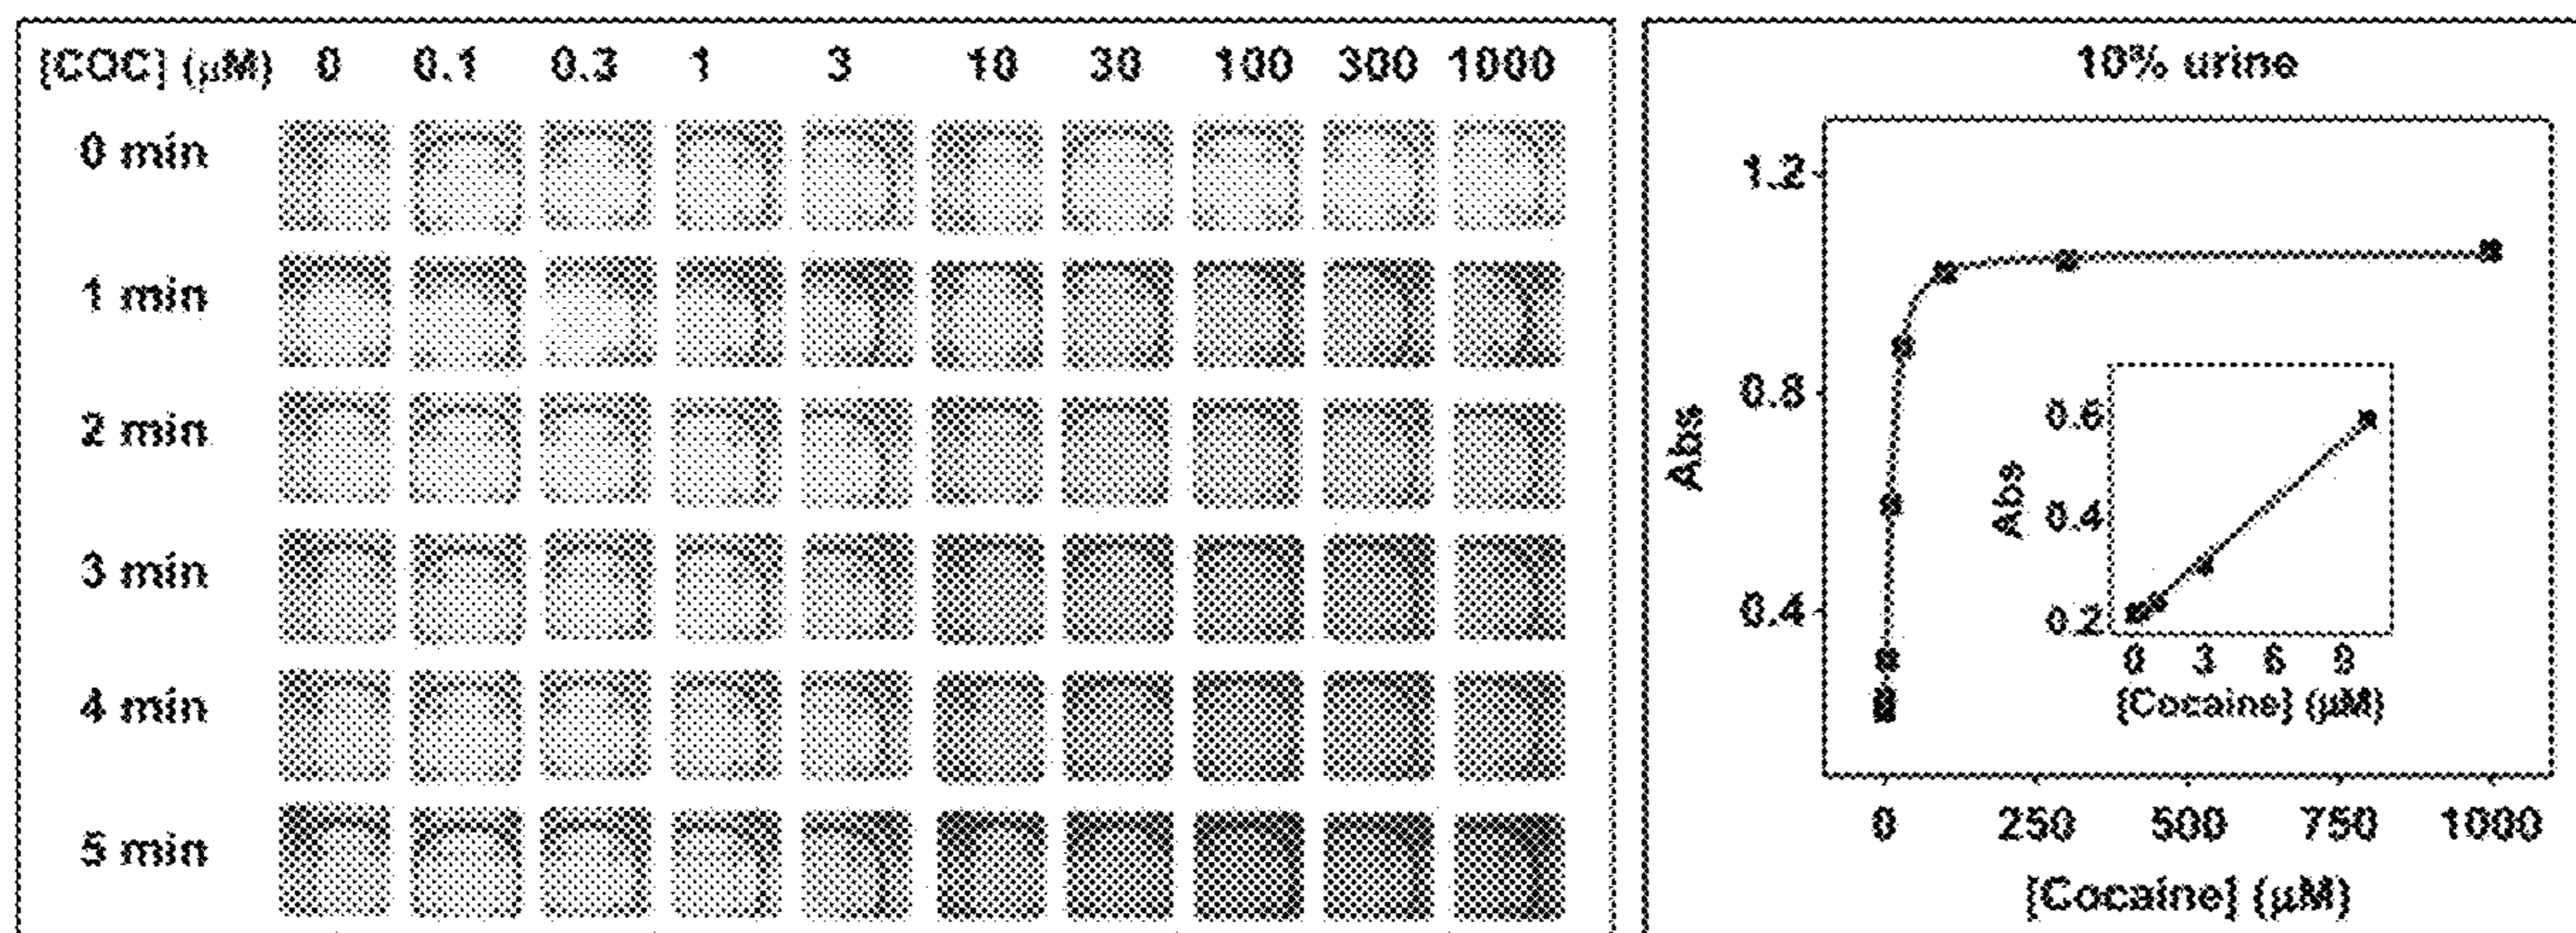 [COC] (μM) 0 0.1 0.3 1 3 10 30 100 300 1000
0 min
1 min
2 min
3 min
4 min
5 min
10% urine
1.2
0.8
0.4
Abs
0.6
0.4
0.2
Abs
0 3 6 9
[Cocaine] (μM)
0 250 500 750 1000
[Cocaine] (μM)